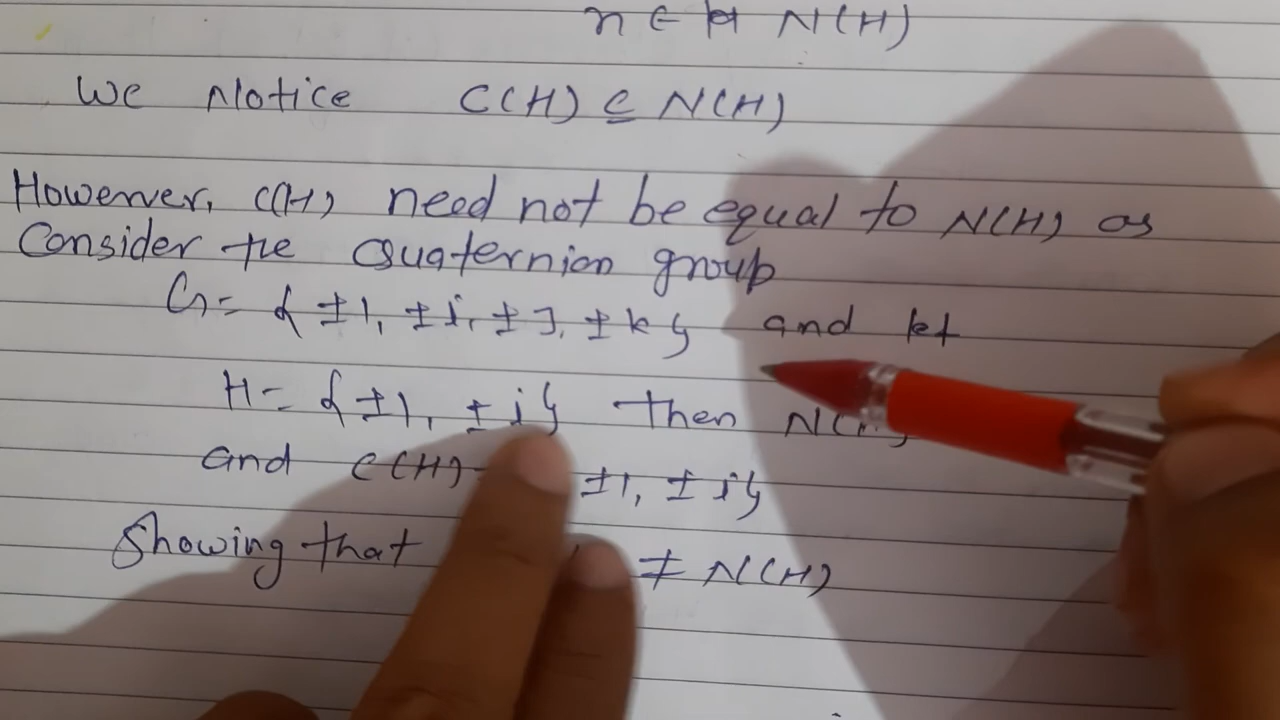 n ∈ N(H)
We Notice C(H) ⊆ N(H)
However, C(H) need not be equal to N(H) as
Consider the Quaternion group
G = { ±1, ±i, ±j, ±k } and let
H = { ±1, ±i } then N(H)
and C(H) = ±1, ±i }
Showing that ≠ N(H)